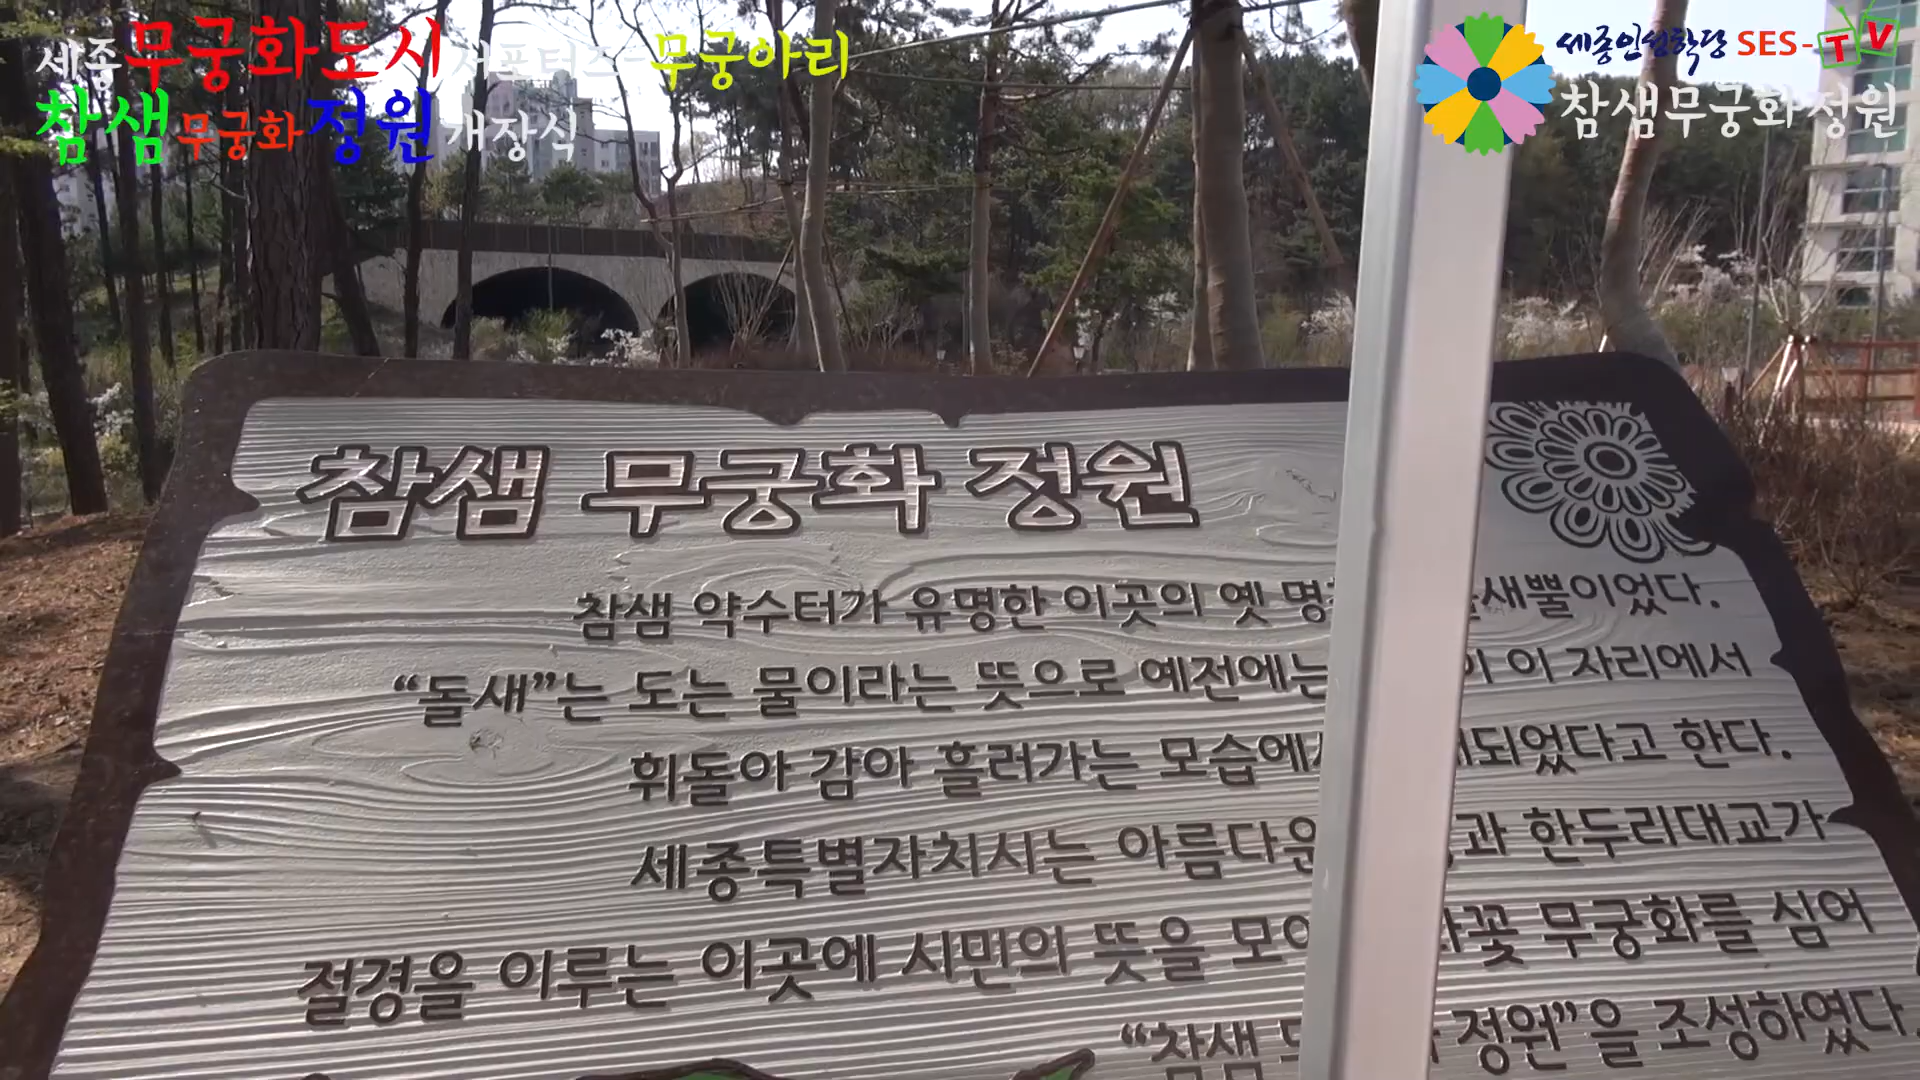 세종무궁화도시 서포터즈-무궁아리
참샘무궁화정원개장식
세종인성학당 SES-TV
참샘무궁화정원
참샘 무궁화 정원
참샘 약수터가 유명한 이곳의 옛 새뿔이었다.
“돌새”는 도는 물이라는 뜻으로 예전에는 이 자리에서
휘돌아 감아 흘러가는 모습에서 되었다고 한다.
세종특별자치시는 아름다운 한두리대교가
절경을 이루는 이곳에 시민의 뜻을 모아 무궁화를 심어
“참샘 정원”을 조성하였다.